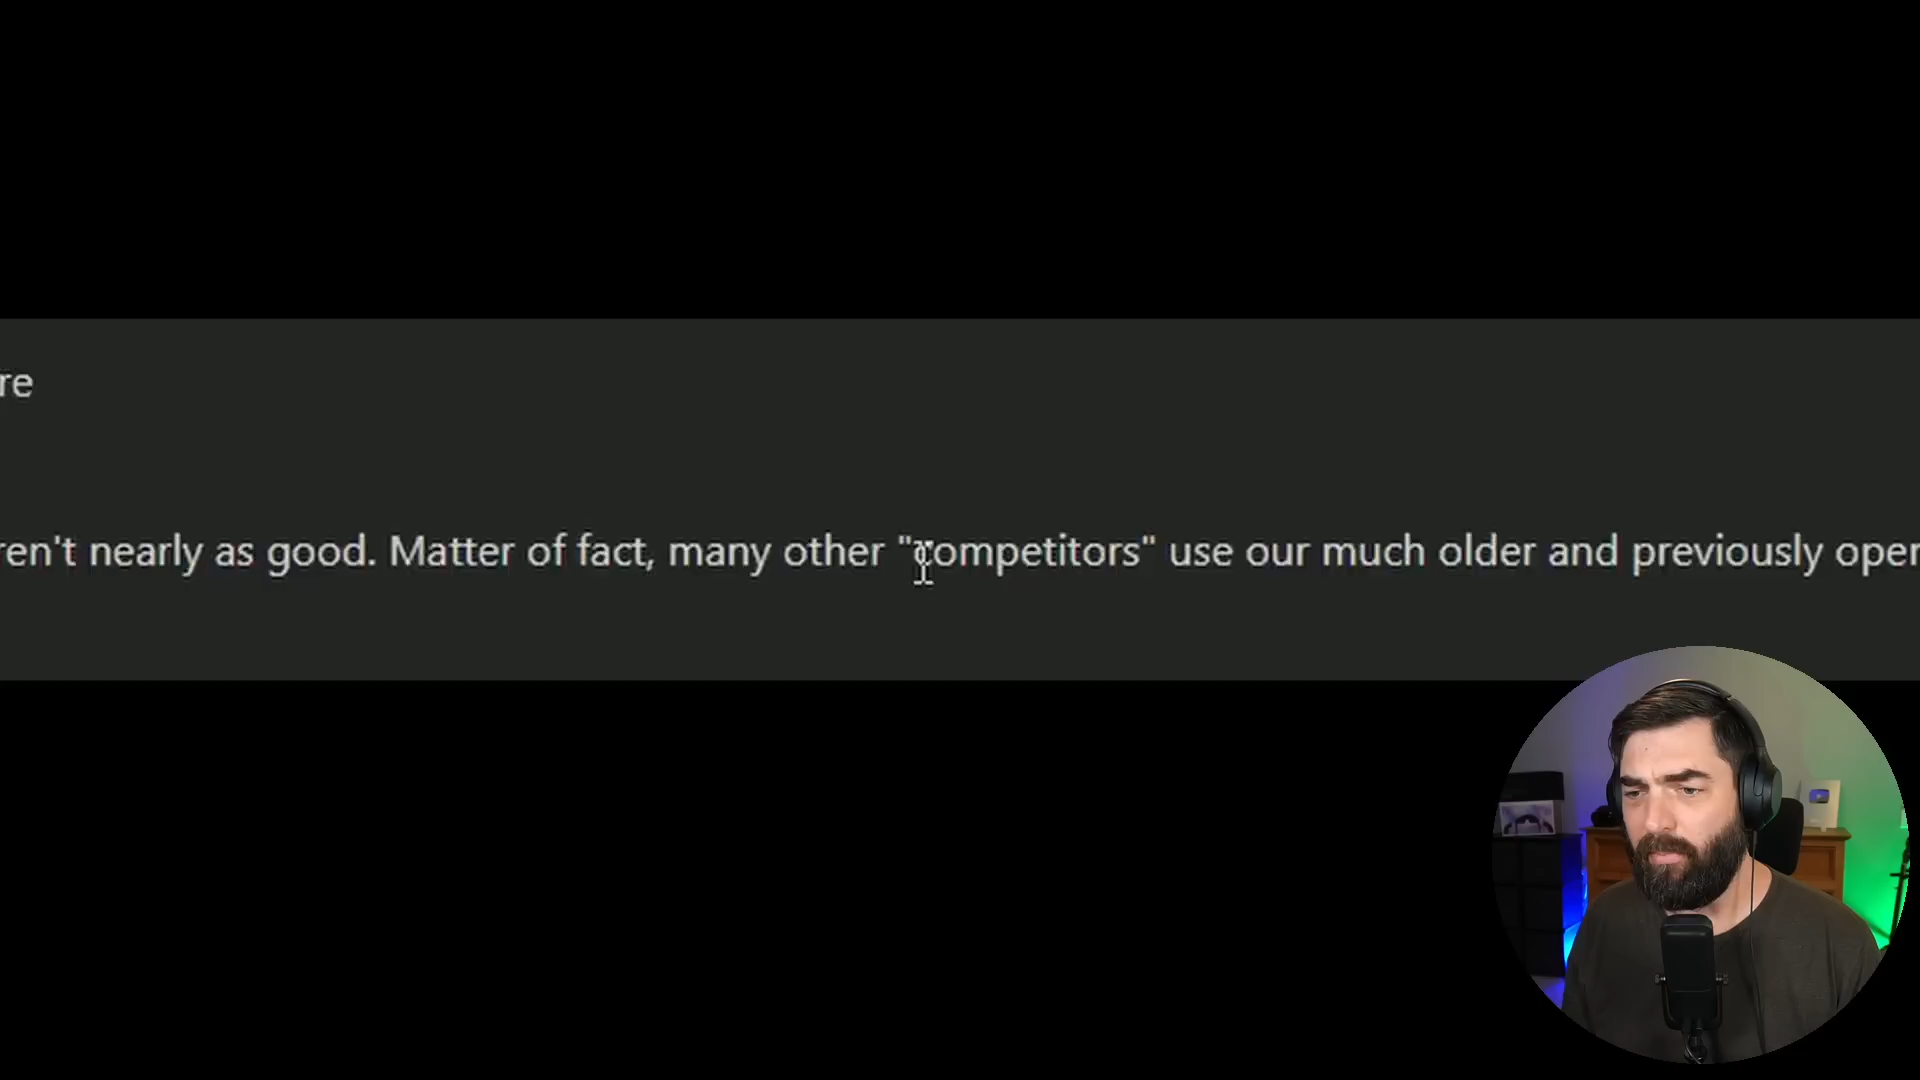 re
ren't nearly as good. Matter of fact, many other "competitors" use our much older and previously oper